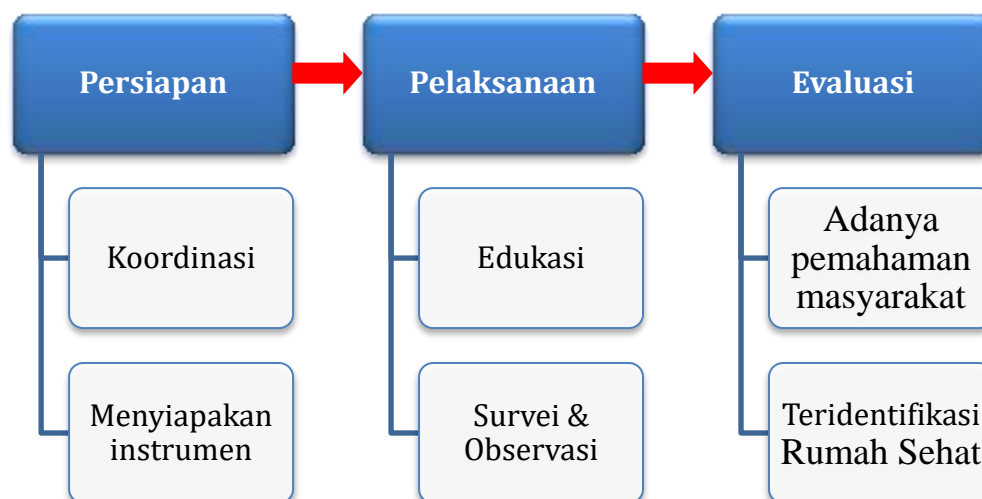 Persiapan
Pelaksanaan
Evaluasi
Koordinasi
Edukasi
Adanya
pemahaman
masyarakat
Menyiapakan
instrumen
Survei &
Observasi
Teridentifikasi
Rumah Sehat